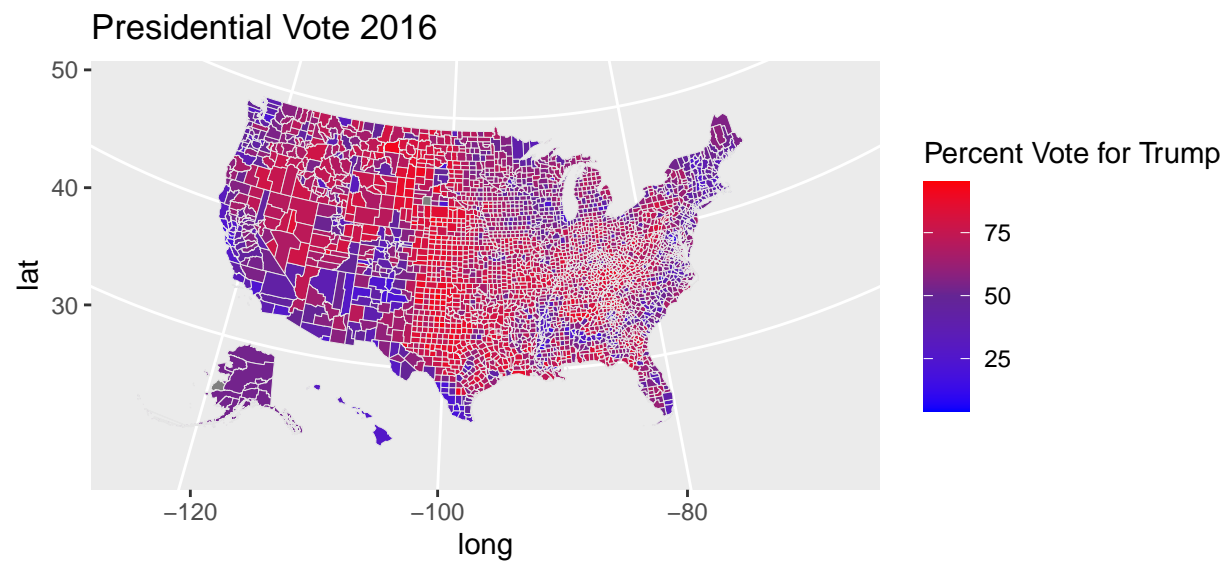 Presidential Vote 2016
50
40
30
lat
−120
−100
−80
long
Percent Vote for Trump
75
50
25